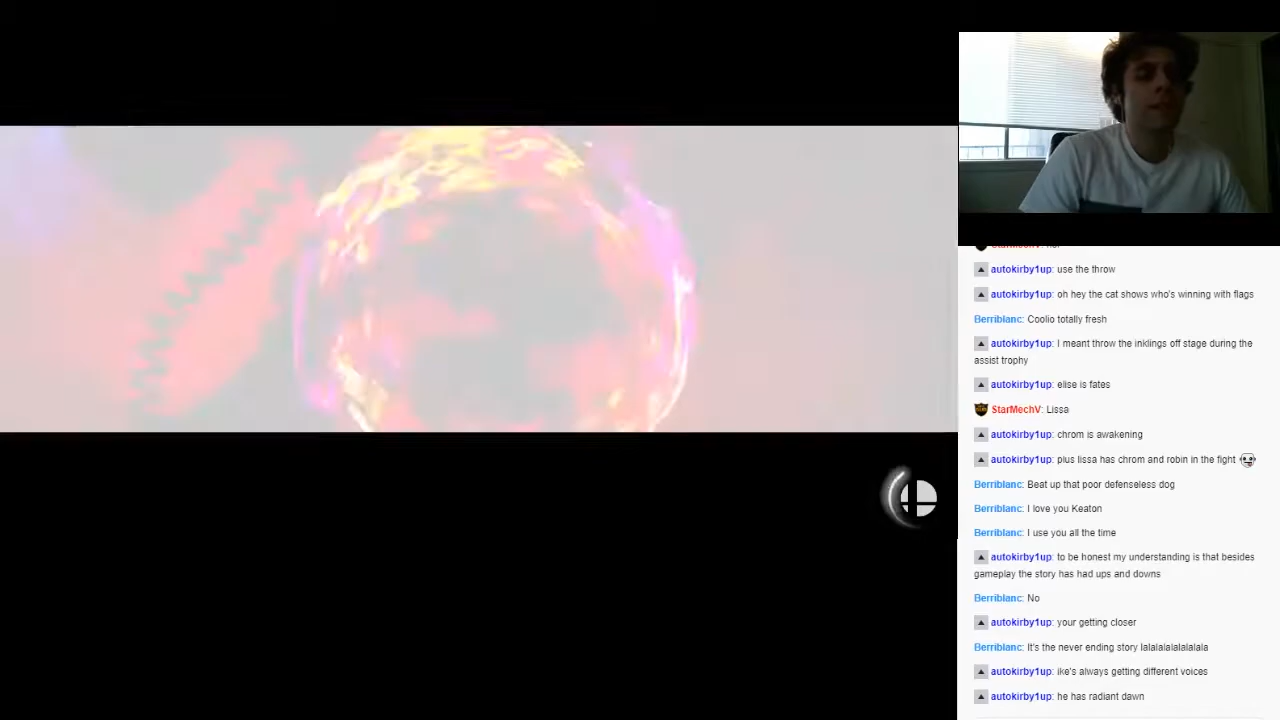 autokirby1up: use the throw
autokirby1up: oh hey the cat shows who's winning with flags
Berriblanc: Coolio totally fresh
autokirby1up: I meant throw the inklings off stage during the
assist trophy
autokirby1up: elise is fates
StarMechV: Lissa
autokirby1up: chrom is awakening
autokirby1up: plus lissa has chrom and robin in the fight
Berriblanc: Beat up that poor defenseless dog
Berriblanc: I love you Keaton
Berriblanc: I use you all the time
autokirby1up: to be honest my understanding is that besides
gameplay the story has had ups and downs
Berriblanc: No
autokirby1up: your getting closer
Berriblanc: It's the never ending story lalalalalalalala
autokirby1up: ike's always getting different voices
autokirby1up: he has radiant dawn